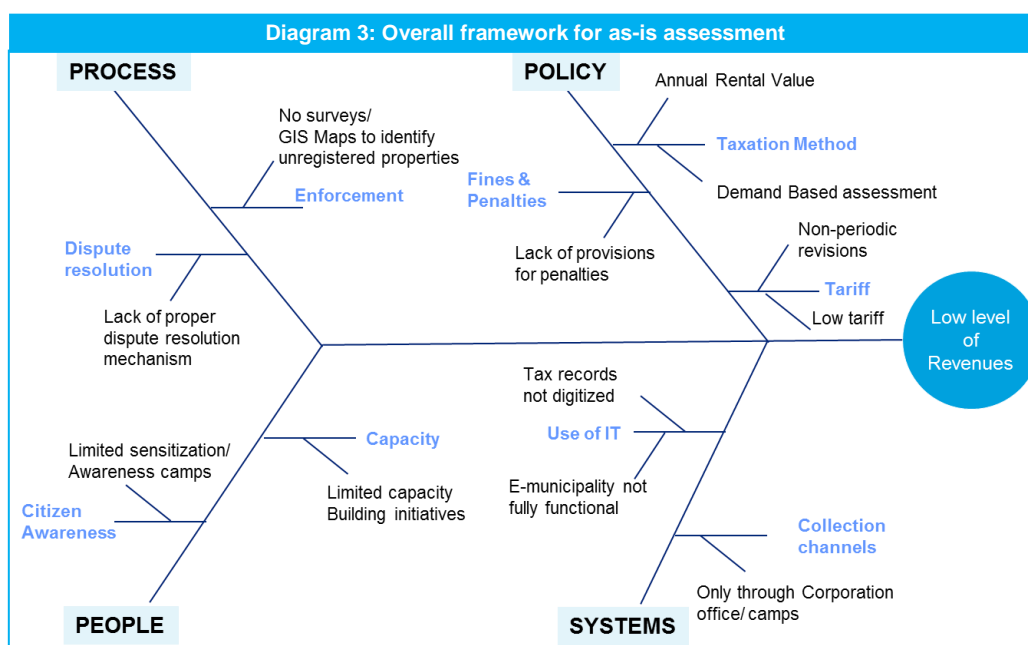 Diagram 3: Overall framework for as-is assessment
PROCESS
No surveys/
GIS Maps to identify
unregistered properties
Enforcement
Dispute
resolution
Lack of proper
dispute resolution
mechanism
POLICY
Annual Rental Value
Taxation Method
Demand Based assessment
Fines &
Penalties
Lack of provisions
for penalties
Non-periodic
revisions
Tariff
Low tariff
Low level
of
Revenues
Limited sensitization/
Awareness camps
Citizen
Awareness
Capacity
Limited capacity
Building initiatives
PEOPLE
Tax records
not digitized
Use of IT
E-municipality not
fully functional
Collection
channels
Only through Corporation
office/ camps
SYSTEMS